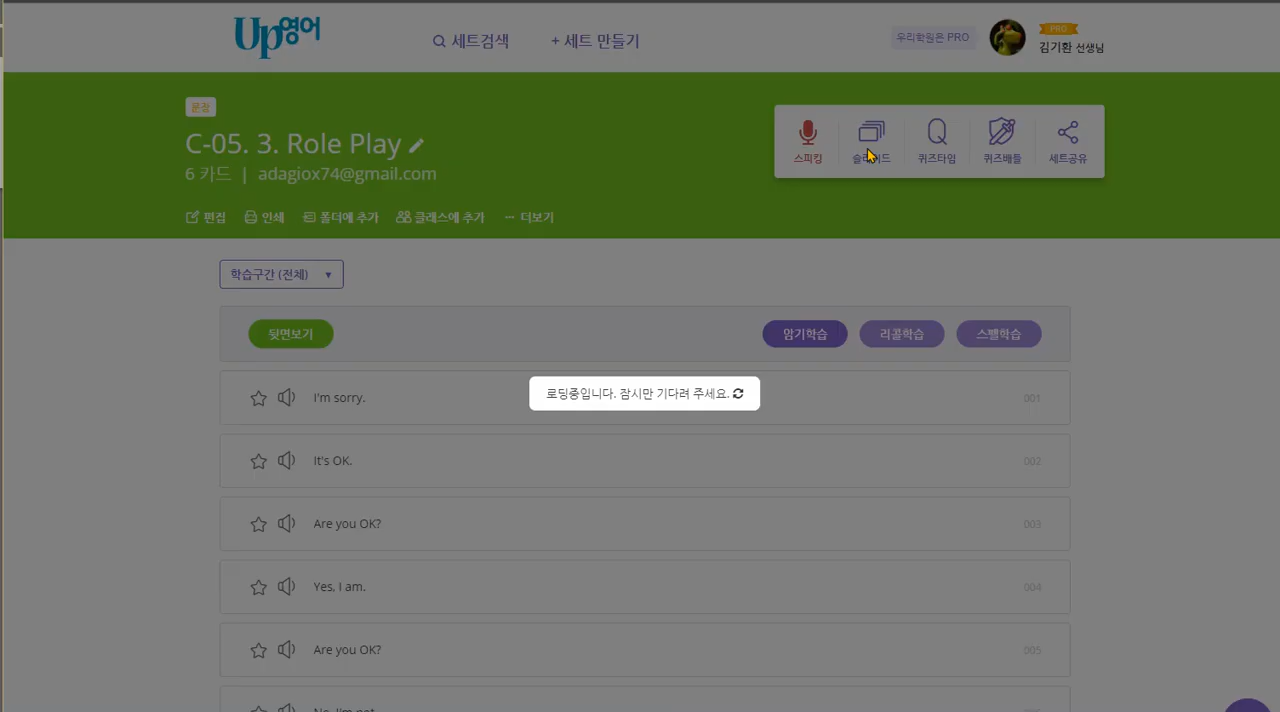 Up영어
세트검색
+ 세트 만들기
우리학원은 PRO
PRO
김기환 선생님
문장
C-05. 3. Role Play
6 카드 | adagiox74@gmail.com
스피킹
슬라이드
퀴즈타임
퀴즈배틀
세트공유
편집
인쇄
폴더에 추가
클래스에 추가
··· 더보기
학습구간 (전체) ▼
뒷면보기
암기학습
리콜학습
스펠학습
로딩중입니다. 잠시만 기다려 주세요.
I'm sorry.
001
It's OK.
002
Are you OK?
003
Yes, I am.
004
Are you OK?
005
No, I'm not.